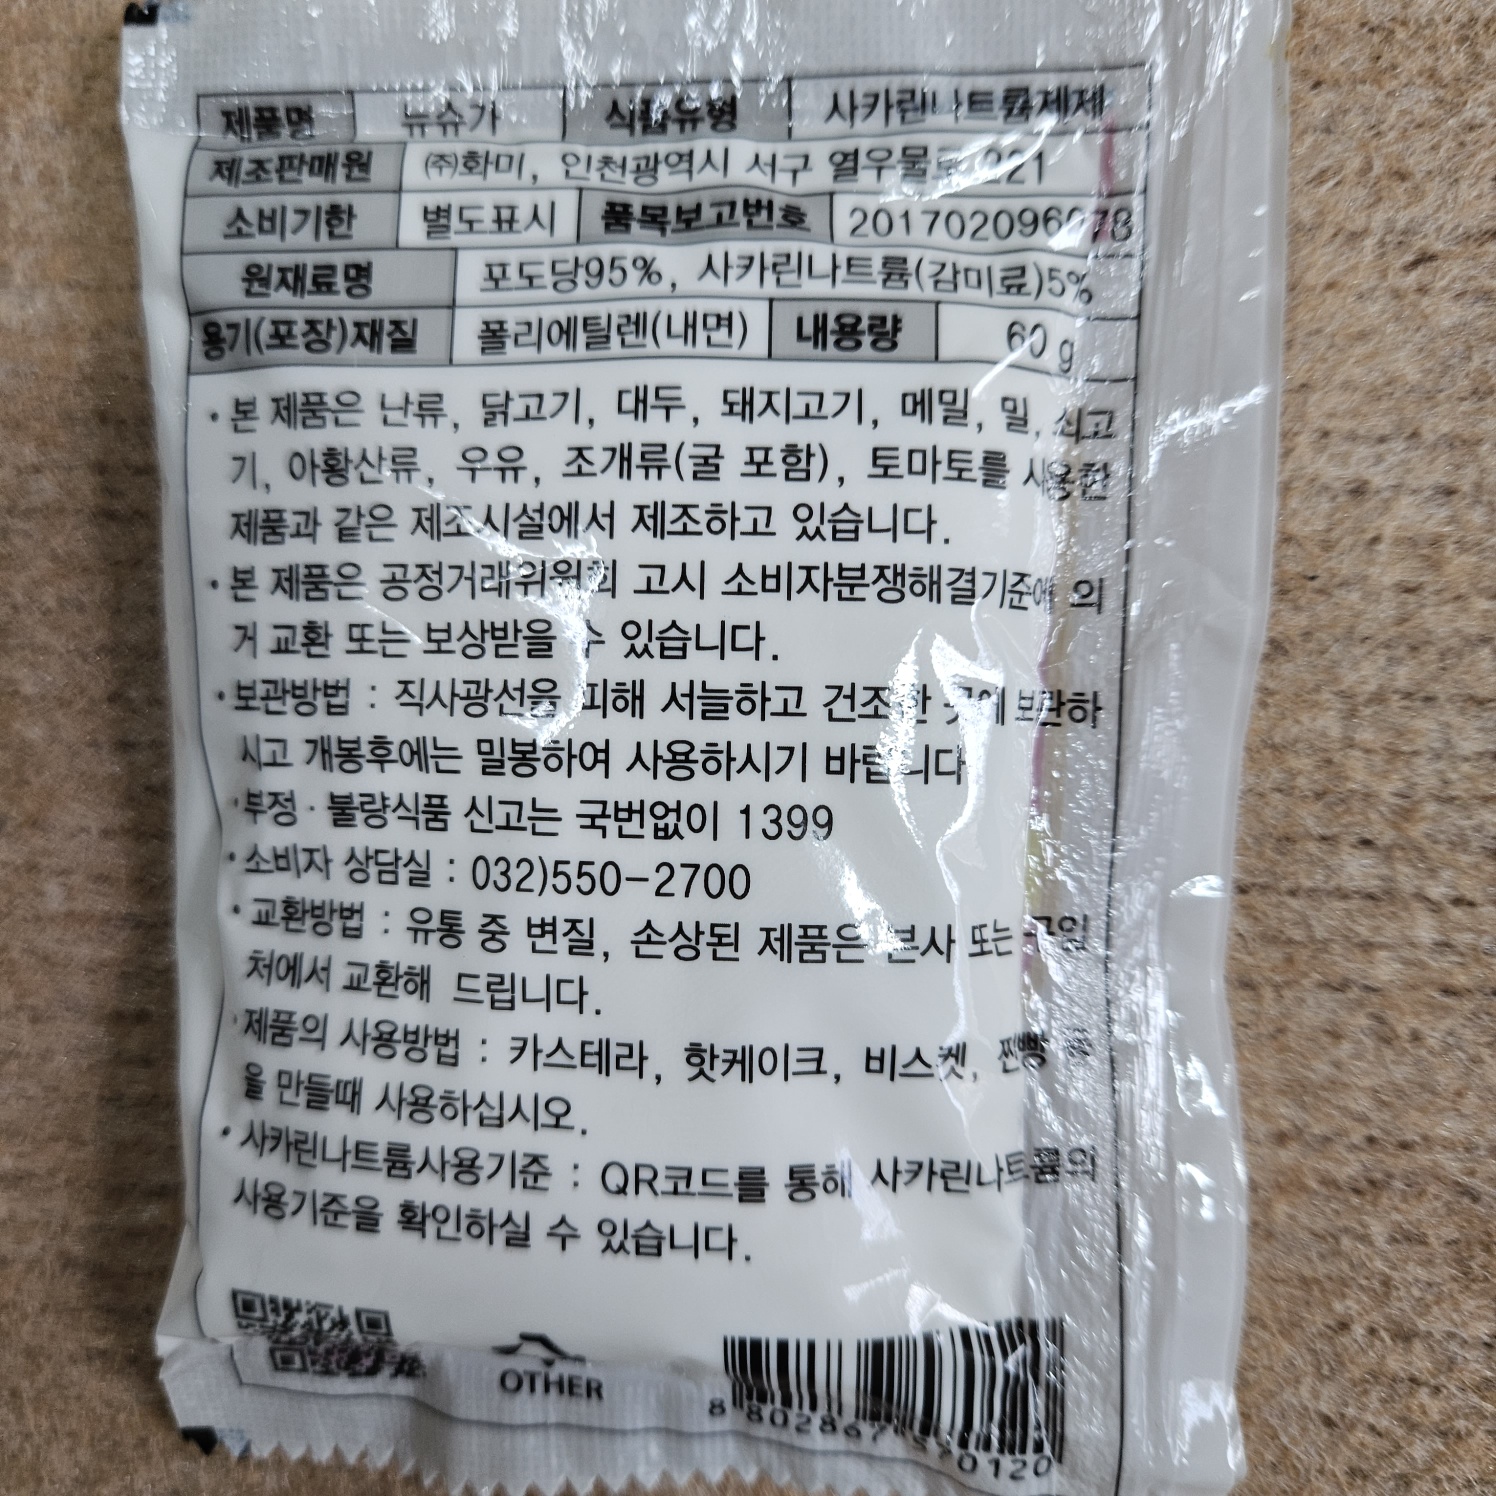 제품명 뉴슈가 식품유형 사카린나트륨제제
제조판매원 ㈜화미, 인천광역시 서구 열우물로 221
소비기한 별도표시 품목보고번호
원재료명 포도당95%, 사카린나트륨(감미료)5%
용기(포장)재질 폴리에틸렌(내면) 내용량 60 g
• 본 제품은 난류, 닭고기, 대두, 돼지고기, 메밀, 밀, 쇠고
기, 아황산류, 우유, 조개류(굴 포함), 토마토를 사용한
제품과 같은 제조시설에서 제조하고 있습니다.
• 본 제품은 공정거래위원회 고시 소비자분쟁해결기준에 의
거 교환 또는 보상받을 수 있습니다.
• 보관방법 : 직사광선을 피해 서늘하고 건조한 곳에 보관하
시고 개봉후에는 밀봉하여 사용하시기 바랍니다
• 부정 · 불량식품 신고는 국번없이 1399
• 소비자 상담실 : 032)550-2700
• 교환방법 : 유통 중 변질, 손상된 제품은 본사 또는 구입
처에서 교환해 드립니다.
• 제품의 사용방법 : 카스테라, 핫케이크, 비스켓, 찐빵 등
을 만들때 사용하십시오.
• 사카린나트륨사용기준 : QR코드를 통해 사카린나트륨의
사용기준을 확인하실 수 있습니다.
OTHER
8 802867 570120